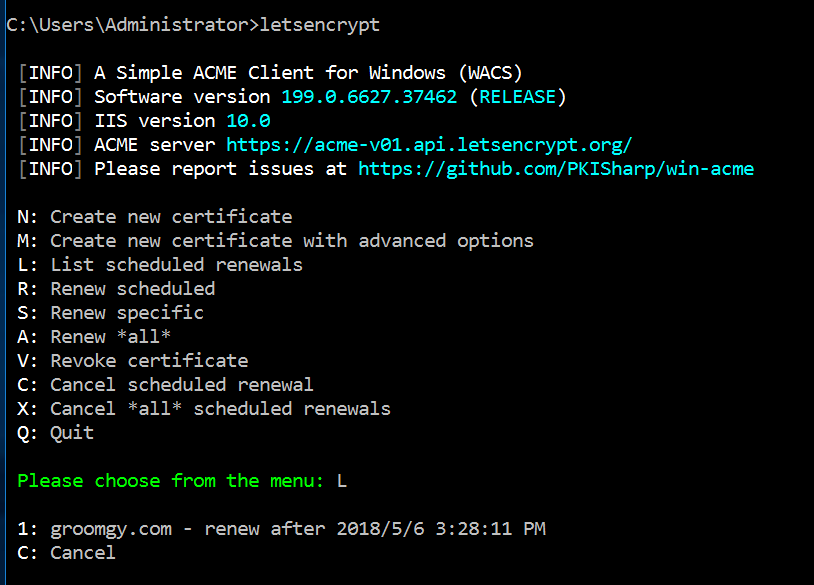 C:\Users\Administrator>letsencrypt
[INFO] A Simple ACME Client for Windows (WACS)
[INFO] Software version 199.0.6627.37462 (RELEASE)
[INFO] IIS version 10.0
[INFO] ACME server https://acme-v01.api.letsencrypt.org/
[INFO] Please report issues at https://github.com/PKISharp/win-acme
N: Create new certificate
M: Create new certificate with advanced options
L: List scheduled renewals
R: Renew scheduled
S: Renew specific
A: Renew *all*
V: Revoke certificate
C: Cancel scheduled renewal
X: Cancel *all* scheduled renewals
Q: Quit
Please choose from the menu: L
1: groomgy.com - renew after 2018/5/6 3:28:11 PM
C: Cancel